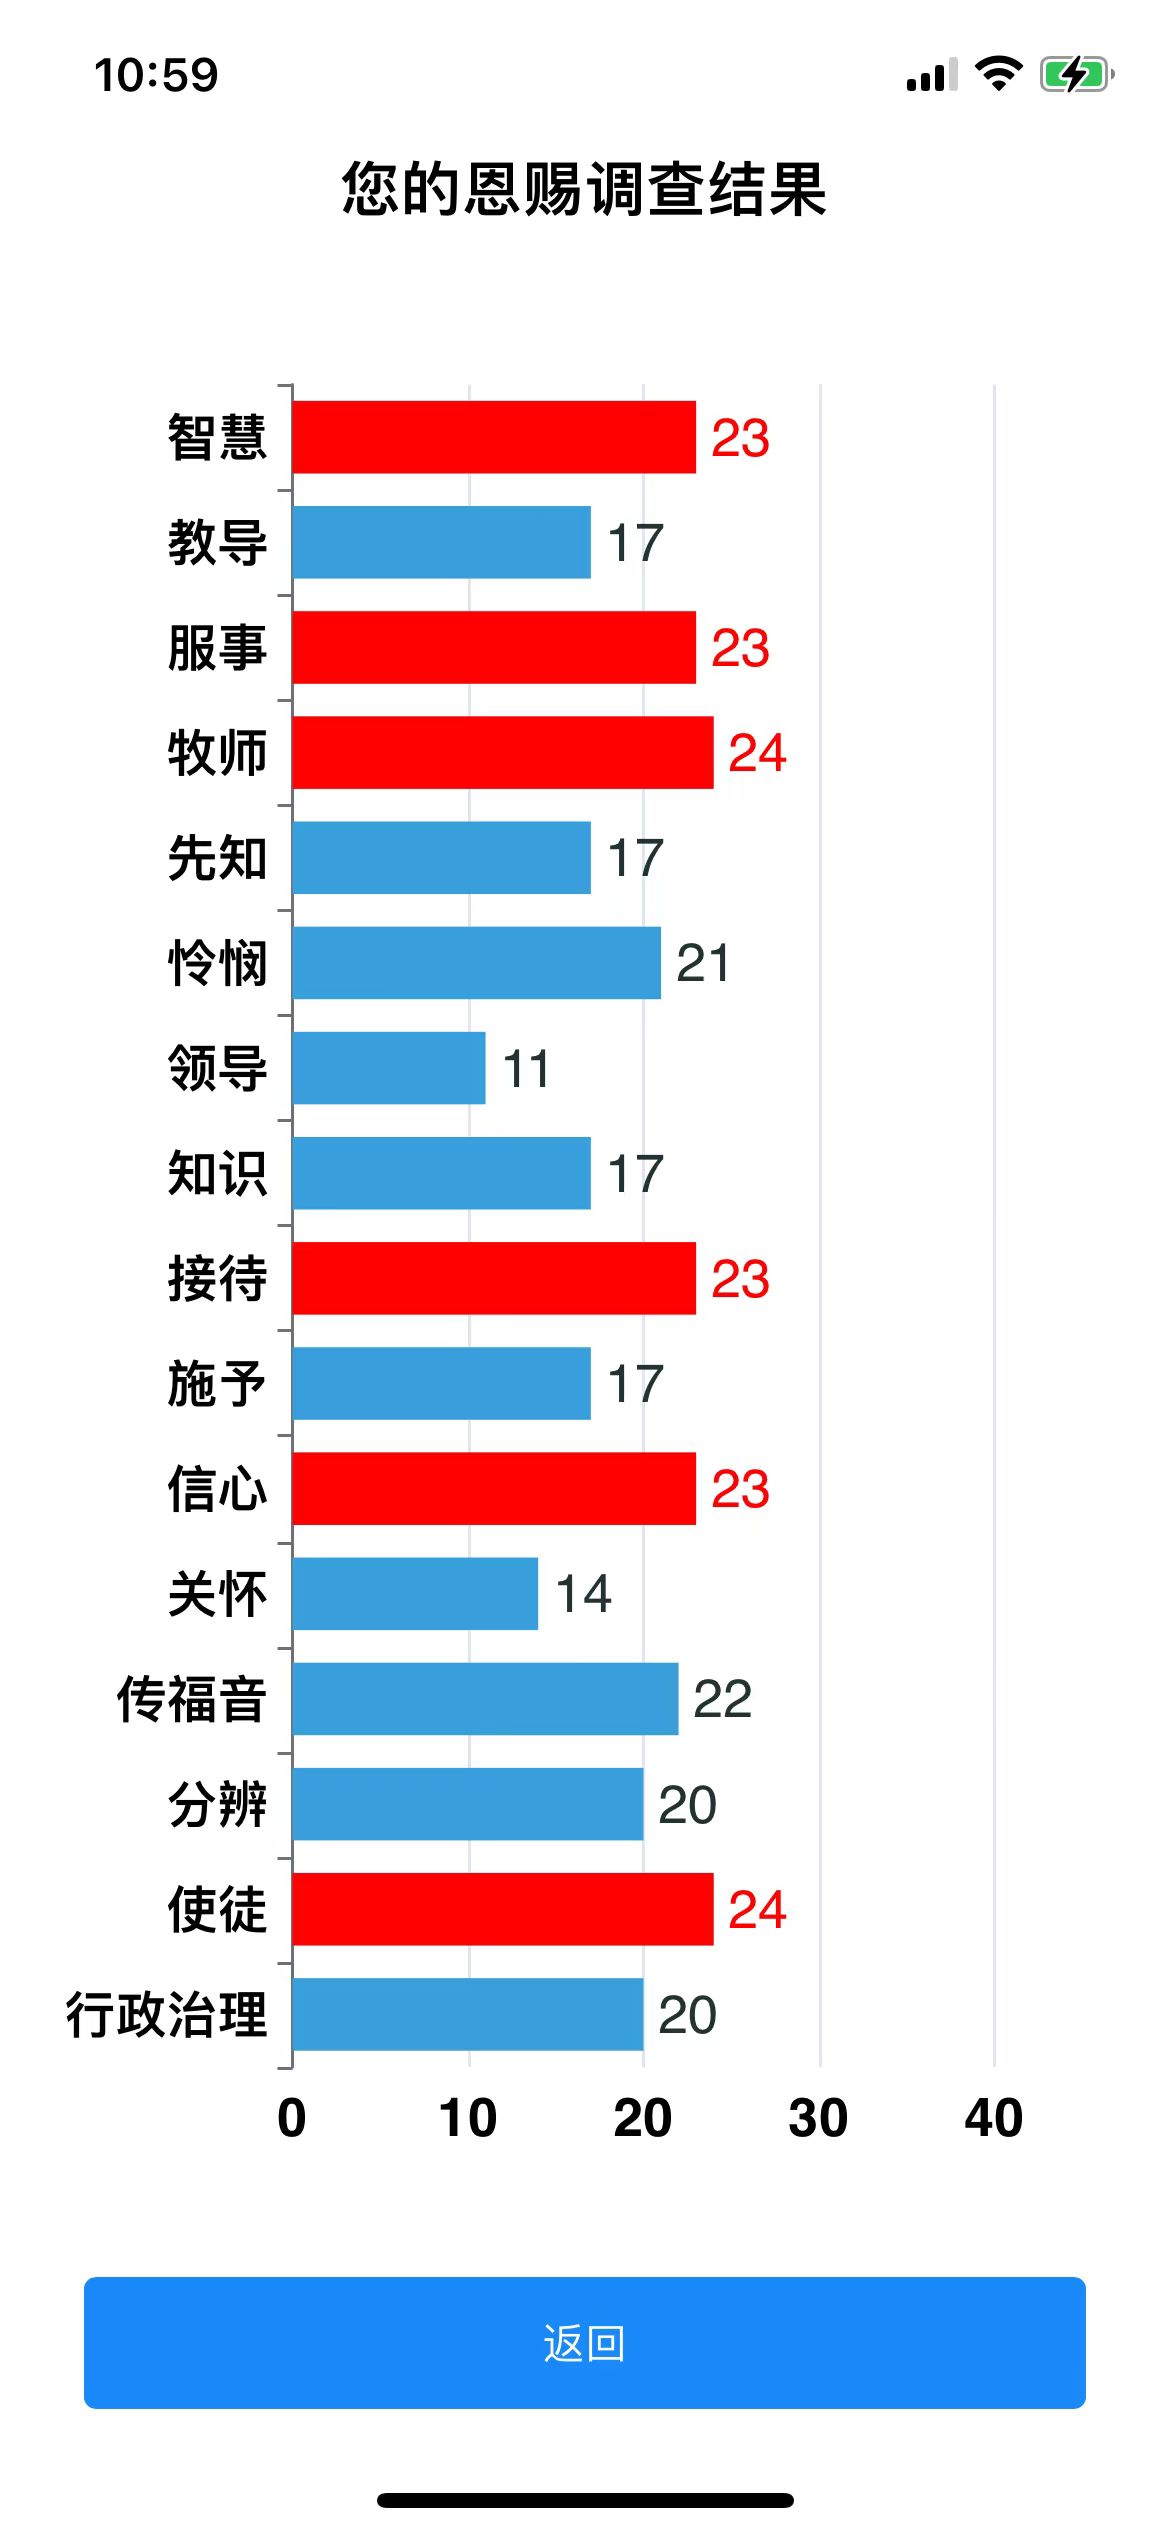 10:59
您的恩赐调查结果
智慧 23
教导 17
服事 23
牧师 24
先知 17
怜悯 21
领导 11
知识 17
接待 23
施予 17
信心 23
关怀 14
传福音 22
分辨 20
使徒 24
行政治理 20
0 10 20 30 40
返回